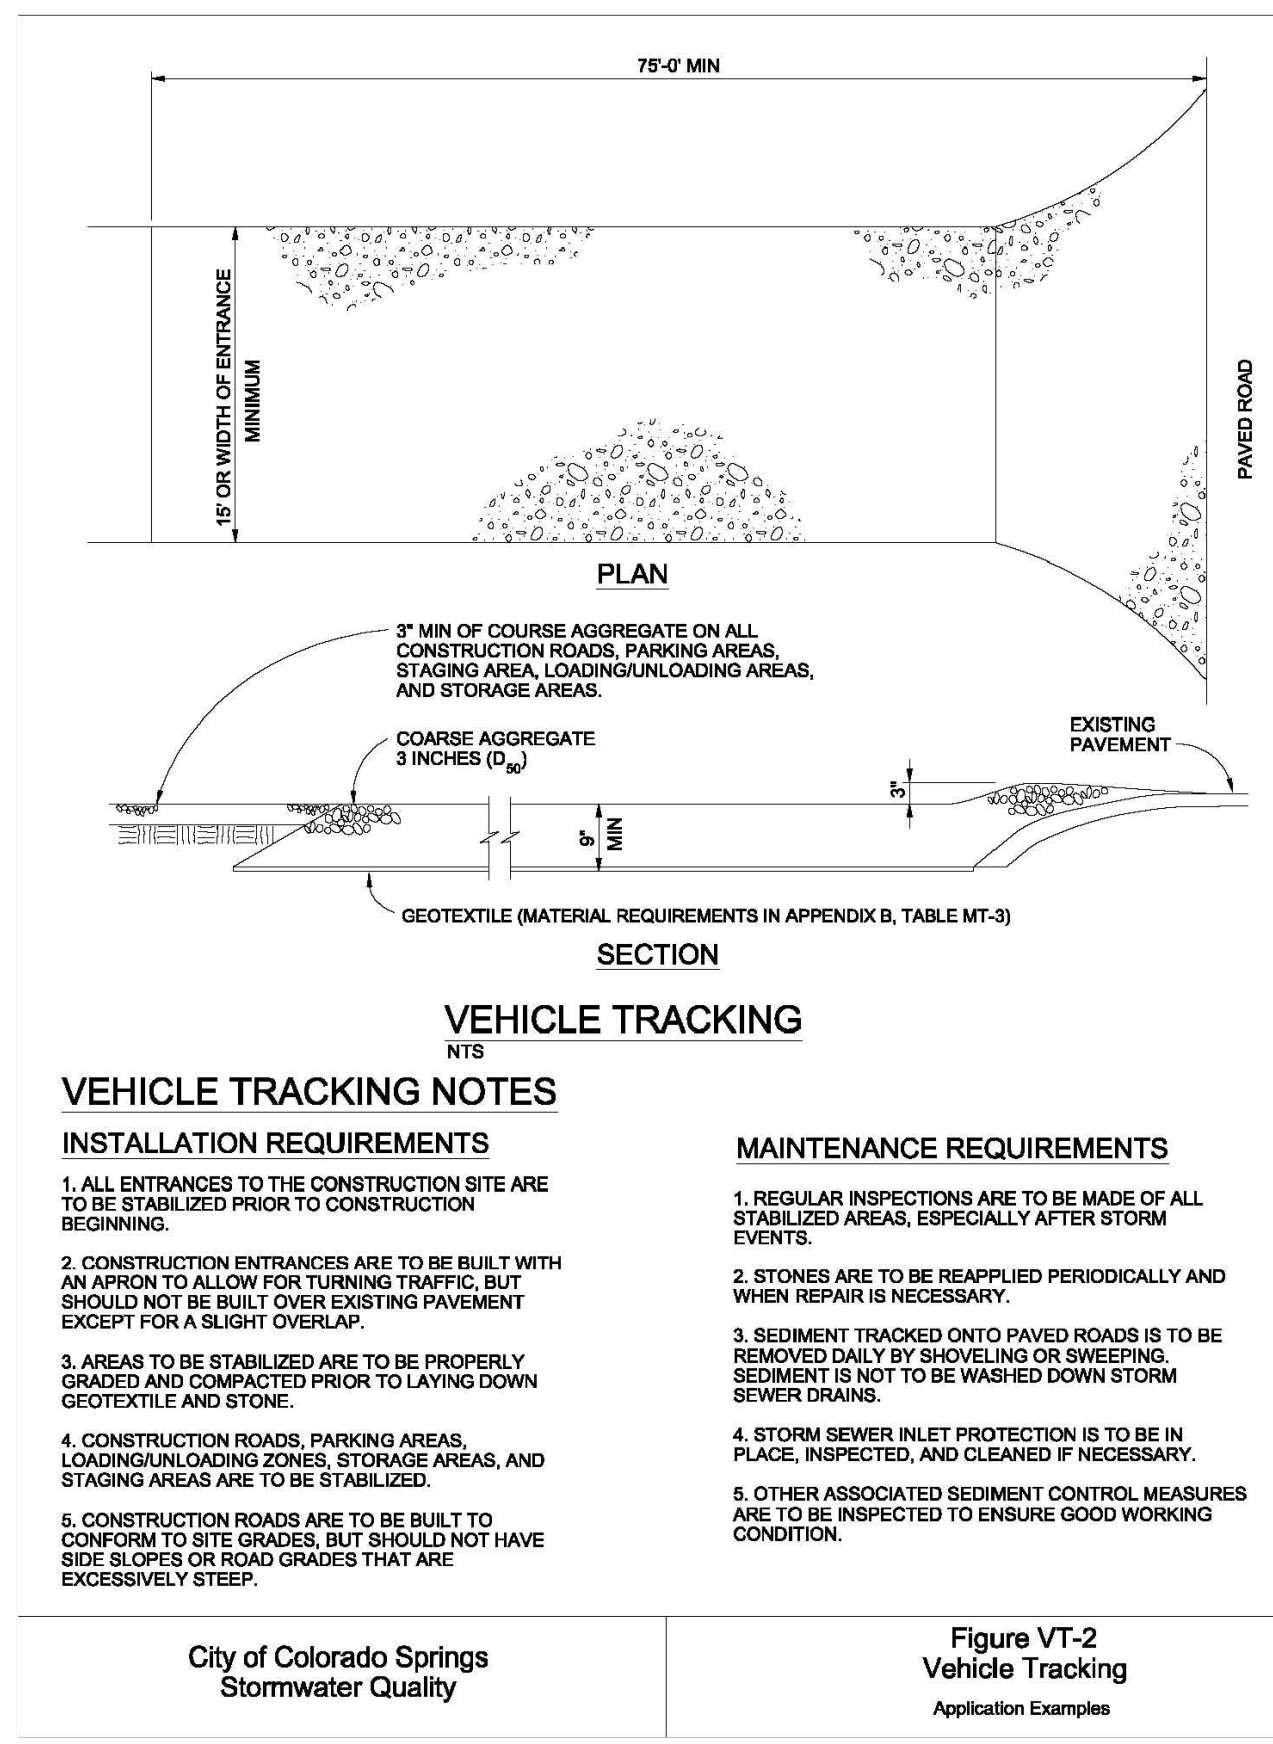 75'-0' MIN
15' OR WIDTH OF ENTRANCE
MINIMUM
PAVED ROAD
PLAN
3" MIN OF COURSE AGGREGATE ON ALL
CONSTRUCTION ROADS, PARKING AREAS,
STAGING AREA, LOADING/UNLOADING AREAS,
AND STORAGE AREAS.
COARSE AGGREGATE
3 INCHES (D50)
EXISTING
PAVEMENT
3"
9"
MIN
GEOTEXTILE (MATERIAL REQUIREMENTS IN APPENDIX B, TABLE MT-3)
SECTION
VEHICLE TRACKING
NTS
VEHICLE TRACKING NOTES
INSTALLATION REQUIREMENTS
1. ALL ENTRANCES TO THE CONSTRUCTION SITE ARE
TO BE STABILIZED PRIOR TO CONSTRUCTION
BEGINNING.
2. CONSTRUCTION ENTRANCES ARE TO BE BUILT WITH
AN APRON TO ALLOW FOR TURNING TRAFFIC, BUT
SHOULD NOT BE BUILT OVER EXISTING PAVEMENT
EXCEPT FOR A SLIGHT OVERLAP.
3. AREAS TO BE STABILIZED ARE TO BE PROPERLY
GRADED AND COMPACTED PRIOR TO LAYING DOWN
GEOTEXTILE AND STONE.
4. CONSTRUCTION ROADS, PARKING AREAS,
LOADING/UNLOADING ZONES, STORAGE AREAS, AND
STAGING AREAS ARE TO BE STABILIZED.
5. CONSTRUCTION ROADS ARE TO BE BUILT TO
CONFORM TO SITE GRADES, BUT SHOULD NOT HAVE
SIDE SLOPES OR ROAD GRADES THAT ARE
EXCESSIVELY STEEP.
MAINTENANCE REQUIREMENTS
1. REGULAR INSPECTIONS ARE TO BE MADE OF ALL
STABILIZED AREAS, ESPECIALLY AFTER STORM
EVENTS.
2. STONES ARE TO BE REAPPLIED PERIODICALLY AND
WHEN REPAIR IS NECESSARY.
3. SEDIMENT TRACKED ONTO PAVED ROADS IS TO BE
REMOVED DAILY BY SHOVELING OR SWEEPING.
SEDIMENT IS NOT TO BE WASHED DOWN STORM
SEWER DRAINS.
4. STORM SEWER INLET PROTECTION IS TO BE IN
PLACE, INSPECTED, AND CLEANED IF NECESSARY.
5. OTHER ASSOCIATED SEDIMENT CONTROL MEASURES
ARE TO BE INSPECTED TO ENSURE GOOD WORKING
CONDITION.
City of Colorado Springs
Stormwater Quality
Figure VT-2
Vehicle Tracking
Application Examples